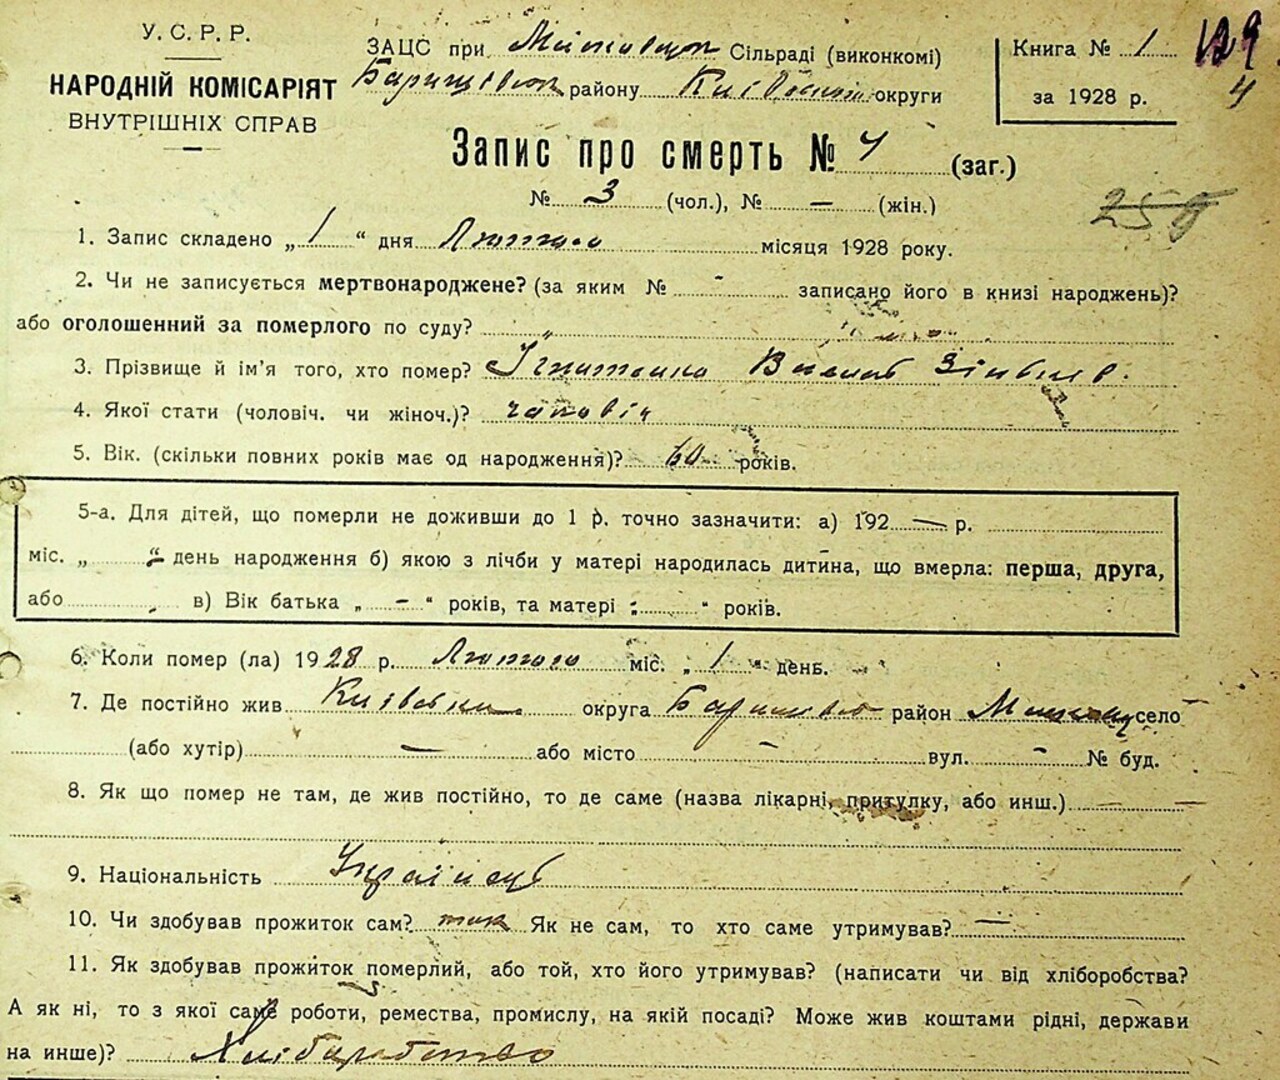 У. С. Р. Р.
НАРОДНІЙ КОМІСАРІЯТ
ВНУТРІШНІХ СПРАВ
ЗАЦС при Сільраді (виконкомі)
району округи
Книга № 1
за 1928 р.
129
4
Запис про смерть № 4 (заг.)
№ 3 (чол.), № — (жін.)
258
1. Запис складено „ 1 “ дня Лютого місяця 1928 року.
2. Чи не записується мертвонароджене? (за яким № - записано його в книзі народжень)?
або оголошенний за померлого по суду? „
3. Прізвище й ім'я того, хто помер?
4. Якої стати (чоловіч. чи жіноч.)? чоловіч
5. Вік. (скільки повних років має од народження)? 60 років.
5-а. Для дітей, що померли не доживши до 1 р. точно зазначити: а) 192 — р.
міс. „ “ день народження б) якою з лічби у матері народилась дитина, що вмерла: перша, друга,
або в) Вік батька „ - “ років, та матері „ “ років.
6. Коли помер (ла) 1928 р. Лютого міс. „ 1 “ день.
7. Де постійно жив округа район село
(або хутір) — або місто - вул. - № буд.
8. Як що помер не там, де жив постійно, то де саме (назва лікарні, притулку, або инш.) — —
9. Національність Українець
10. Чи здобував прожиток сам? так Як не сам, то хто саме утримував? —
11. Як здобував прожиток померлий, або той, хто його утримував? (написати чи від хліборобства?
А як ні, то з якої саме роботи, ремества, промислу, на якій посаді? Може жив коштами рідні, держави
на инше)? Хліборобство